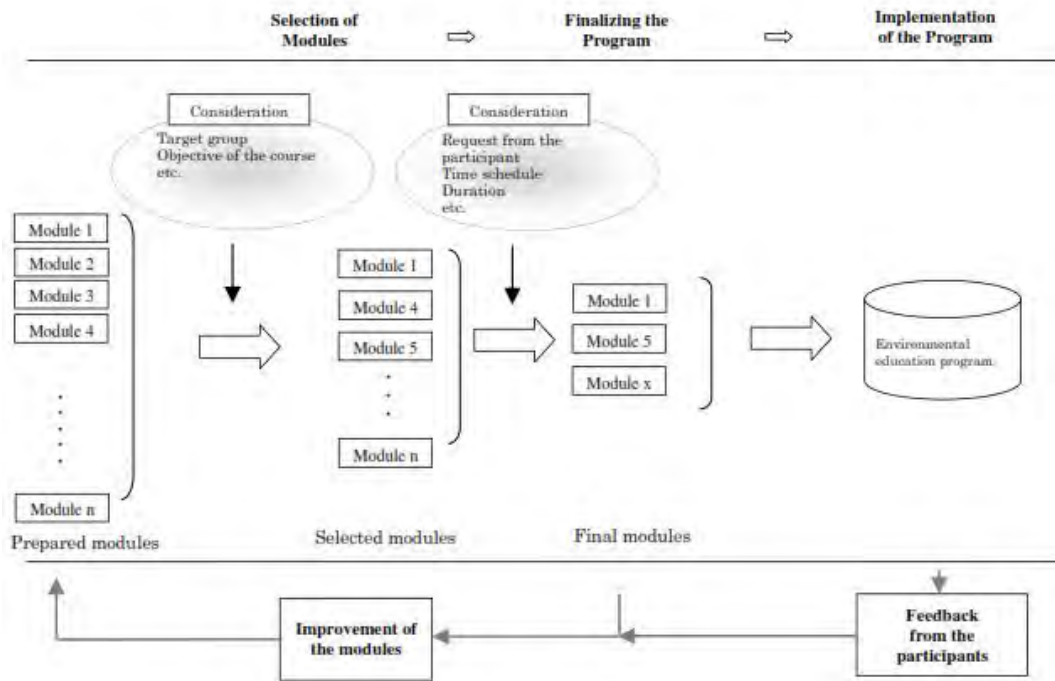 Selection of
Modules
⇨
Finalizing the
Program
⇨
Implementation
of the Program
Consideration
Target group
Objective of the course
etc.
Consideration
Request from the
participant
Time schedule
Duration
etc.
Module 1
Module 2
Module 3
Module 4
Module n
Prepared modules
Module 1
Module 4
Module 5
Module n
Selected modules
Module 1
Module 5
Module x
Final modules
Environmental
education program
Improvement of
the modules
Feedback
from the
participants